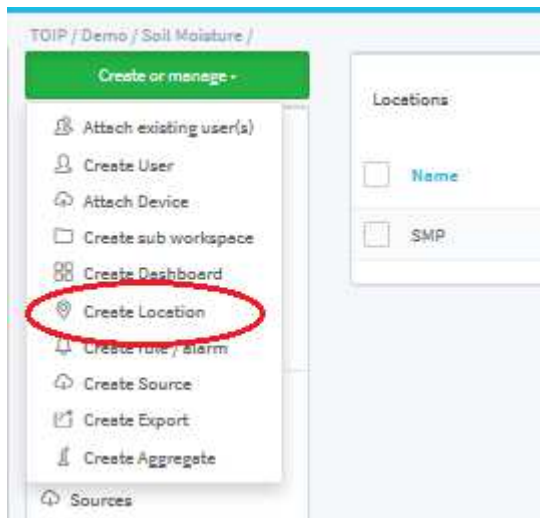 TOIP / Demo / Soil Moisture /
Create or manage
Attach existing user(s)
Create User
Attach Device
Create sub workspace
Create Dashboard
Create Location
Create rule / alarm
Create Source
Create Export
Create Aggregate
Sources
Locations
Name
SMP